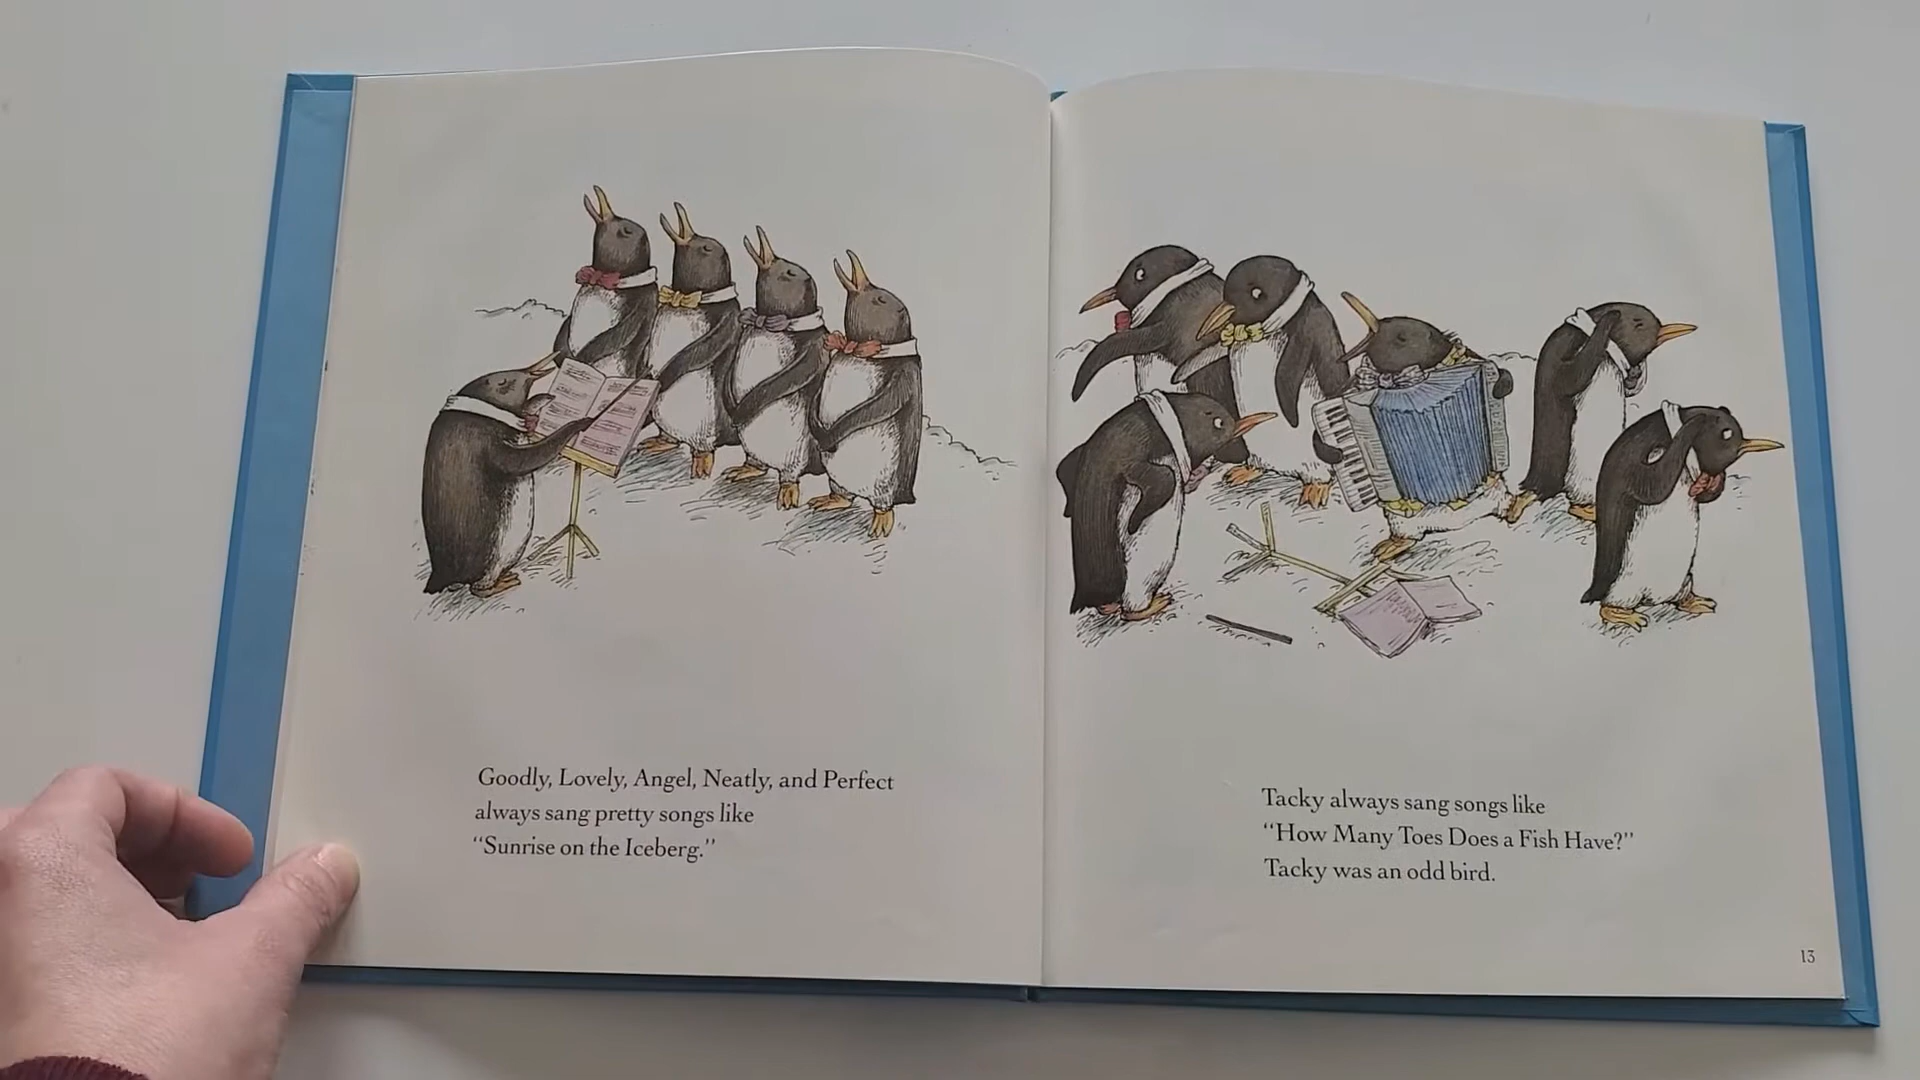 Goodly, Lovely, Angel, Neatly, and Perfect
always sang pretty songs like
“Sunrise on the Iceberg.”
Tacky always sang songs like
“How Many Toes Does a Fish Have?”
Tacky was an odd bird.
13